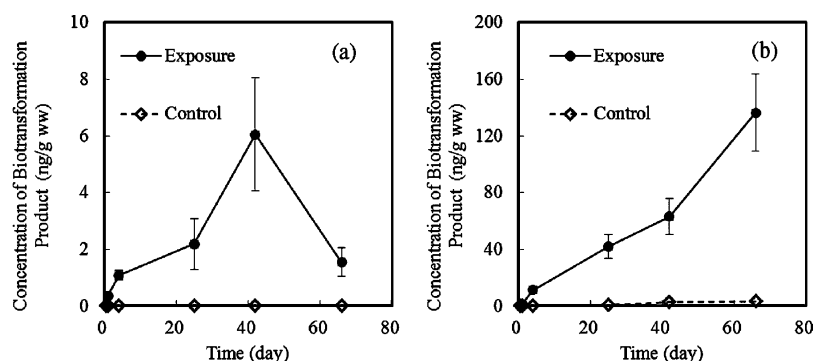 Concentration of Biotransformation
Product (ng/g ww)
10
8
6
4
2
0
Exposure
Control
(a)
0
20
40
60
80
Time (day)
Concentration of Biotransformation
Product (ng/g ww)
200
160
120
80
40
0
Exposure
Control
(b)
0
20
40
60
80
Time (day)